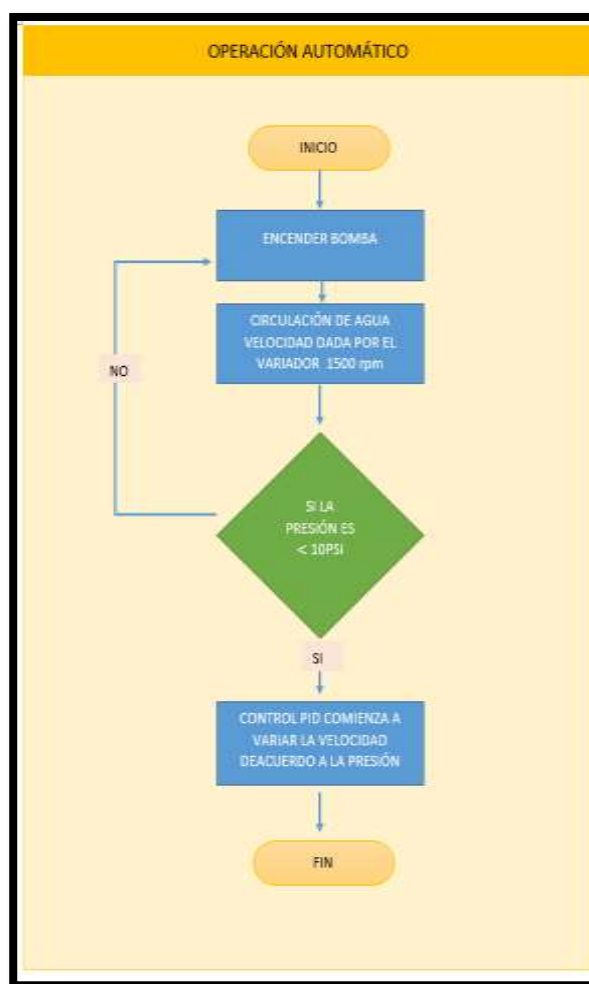 OPERACIÓN AUTOMÁTICO
INICIO
ENCENDER BOMBA
CIRCULACIÓN DE AGUA
VELOCIDAD DADA POR EL
VARIADOR 1500 rpm
NO
SI LA
PRESIÓN ES
< 10PSI
SI
CONTROL PID COMIENZA A
VARIAR LA VELOCIDAD
DEACUERDO A LA PRESIÓN
FIN